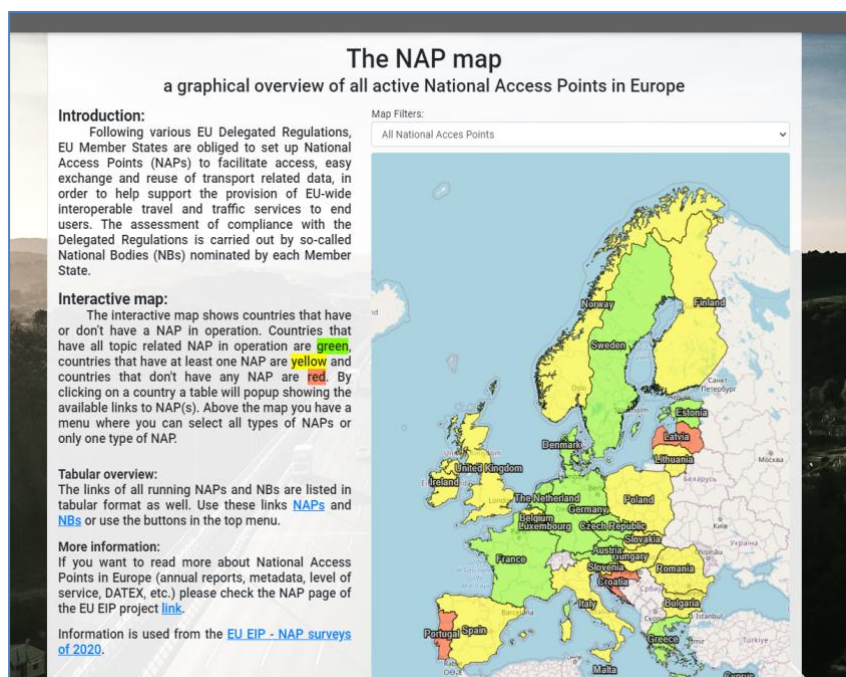 The NAP map
a graphical overview of all active National Access Points in Europe
Introduction:
Following various EU Delegated Regulations,
EU Member States are obliged to set up National
Access Points (NAPs) to facilitate access, easy
exchange and reuse of transport related data, in
order to help support the provision of EU-wide
interoperable travel and traffic services to end
users. The assessment of compliance with the
Delegated Regulations is carried out by so-called
National Bodies (NBs) nominated by each Member
State.
Interactive map:
The interactive map shows countries that have
or don't have a NAP in operation. Countries that
have all topic related NAP in operation are green,
countries that have at least one NAP are yellow and
countries that don't have any NAP are red. By
clicking on a country a table will popup showing the
available links to NAP(s). Above the map you have a
menu where you can select all types of NAPs or
only one type of NAP.
Tabular overview:
The links of all running NAPs and NBs are listed in
tabular format as well. Use these links NAPs and
NBs or use the buttons in the top menu.
More information:
If you want to read more about National Access
Points in Europe (annual reports, metadata, level of
service, DATEX, etc.) please check the NAP page of
the EU EIP project link.
Information is used from the EU EIP - NAP surveys
of 2020.
Map Filters:
All National Acces Points
Norway
Finland
Sweden
Oslo
Санкт-
Петербург
Estonia
Latvia
Denmark
Lithuania
Москва
United Kingdom
Ireland
Беларусь
The Netherland
Poland
Germany
Belgium
Luxembourg
Czech Republic
Київ
Slovakia
Україна
Austria
Hungary
Chișinău
France
Slovenia
Romania
Croatia
Italy
Bulgaria
Barcelona
Istanbul
Portugal
Spain
Greece
Türkiye
Malta
Cyprus